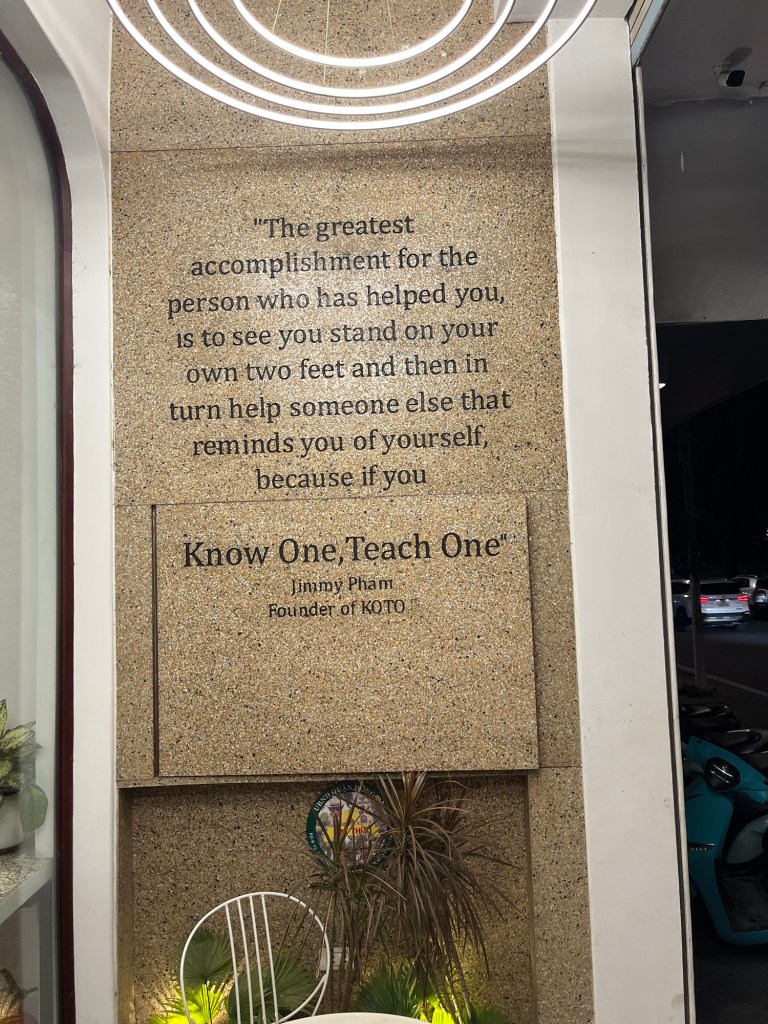 "The greatest
accomplishment for the
person who has helped you,
is to see you stand on your
own two feet and then in
turn help someone else that
reminds you of yourself,
because if you
Know One,Teach One"
Jimmy Pham
Founder of KOTO
UBND QUẬN